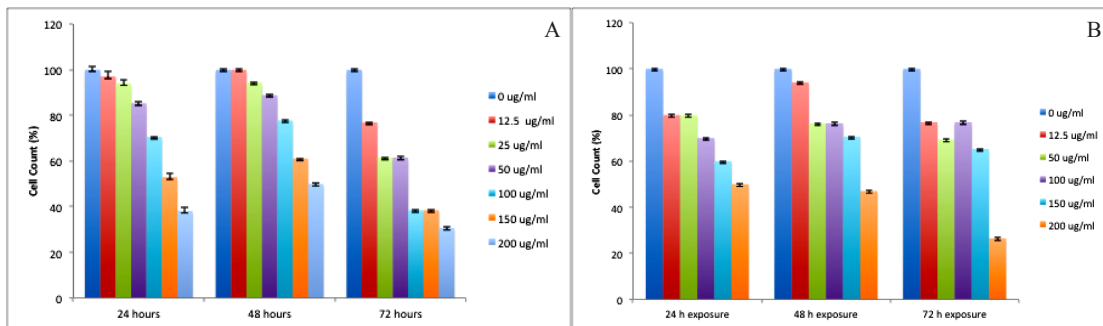 A
120
100
80
60
40
20
0
Cell Count (%)
24 hours
48 hours
72 hours
0 ug/ml
12.5 ug/ml
25 ug/ml
50 ug/ml
100 ug/ml
150 ug/ml
200 ug/ml
B
120
100
80
60
40
20
0
Cell Count (%)
24 h exposure
48 h exposure
72 h exposure
0 ug/ml
12.5 ug/ml
50 ug/ml
100 ug/ml
150 ug/ml
200 ug/ml